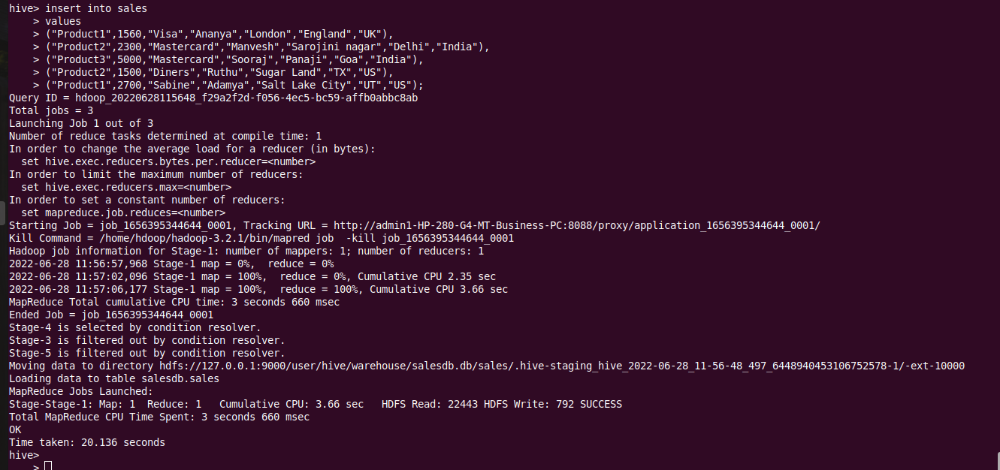 hive> insert into sales
    > values
    > ("Product1",1560,"Visa","Ananya","London","England","UK"),
    > ("Product2",2300,"Mastercard","Manvesh","Sarojini nagar","Delhi","India"),
    > ("Product3",5000,"Mastercard","Sooraj","Panaji","Goa","India"),
    > ("Product2",1500,"Diners","Ruthu","Sugar Land","TX","US"),
    > ("Product1",2700,"Sabine","Adamya","Salt Lake City","UT","US");
Query ID = hdoop_20220628115648_f29a2f2d-f056-4ec5-bc59-affb0abbc8ab
Total jobs = 3
Launching Job 1 out of 3
Number of reduce tasks determined at compile time: 1
In order to change the average load for a reducer (in bytes):
  set hive.exec.reducers.bytes.per.reducer=<number>
In order to limit the maximum number of reducers:
  set hive.exec.reducers.max=<number>
In order to set a constant number of reducers:
  set mapreduce.job.reduces=<number>
Starting Job = job_1656395344644_0001, Tracking URL = http://admin1-HP-280-G4-MT-Business-PC:8088/proxy/application_1656395344644_0001/
Kill Command = /home/hdoop/hadoop-3.2.1/bin/mapred job  -kill job_1656395344644_0001
Hadoop job information for Stage-1: number of mappers: 1; number of reducers: 1
2022-06-28 11:56:57,968 Stage-1 map = 0%,  reduce = 0%
2022-06-28 11:57:02,096 Stage-1 map = 100%,  reduce = 0%, Cumulative CPU 2.35 sec
2022-06-28 11:57:06,177 Stage-1 map = 100%,  reduce = 100%, Cumulative CPU 3.66 sec
MapReduce Total cumulative CPU time: 3 seconds 660 msec
Ended Job = job_1656395344644_0001
Stage-4 is selected by condition resolver.
Stage-3 is filtered out by condition resolver.
Stage-5 is filtered out by condition resolver.
Moving data to directory hdfs://127.0.0.1:9000/user/hive/warehouse/salesdb.db/sales/.hive-staging_hive_2022-06-28_11-56-48_497_6448940453106752578-1/-ext-10000
Loading data to table salesdb.sales
MapReduce Jobs Launched:
Stage-Stage-1: Map: 1  Reduce: 1   Cumulative CPU: 3.66 sec   HDFS Read: 22443 HDFS Write: 792 SUCCESS
Total MapReduce CPU Time Spent: 3 seconds 660 msec
OK
Time taken: 20.136 seconds
hive>
    >